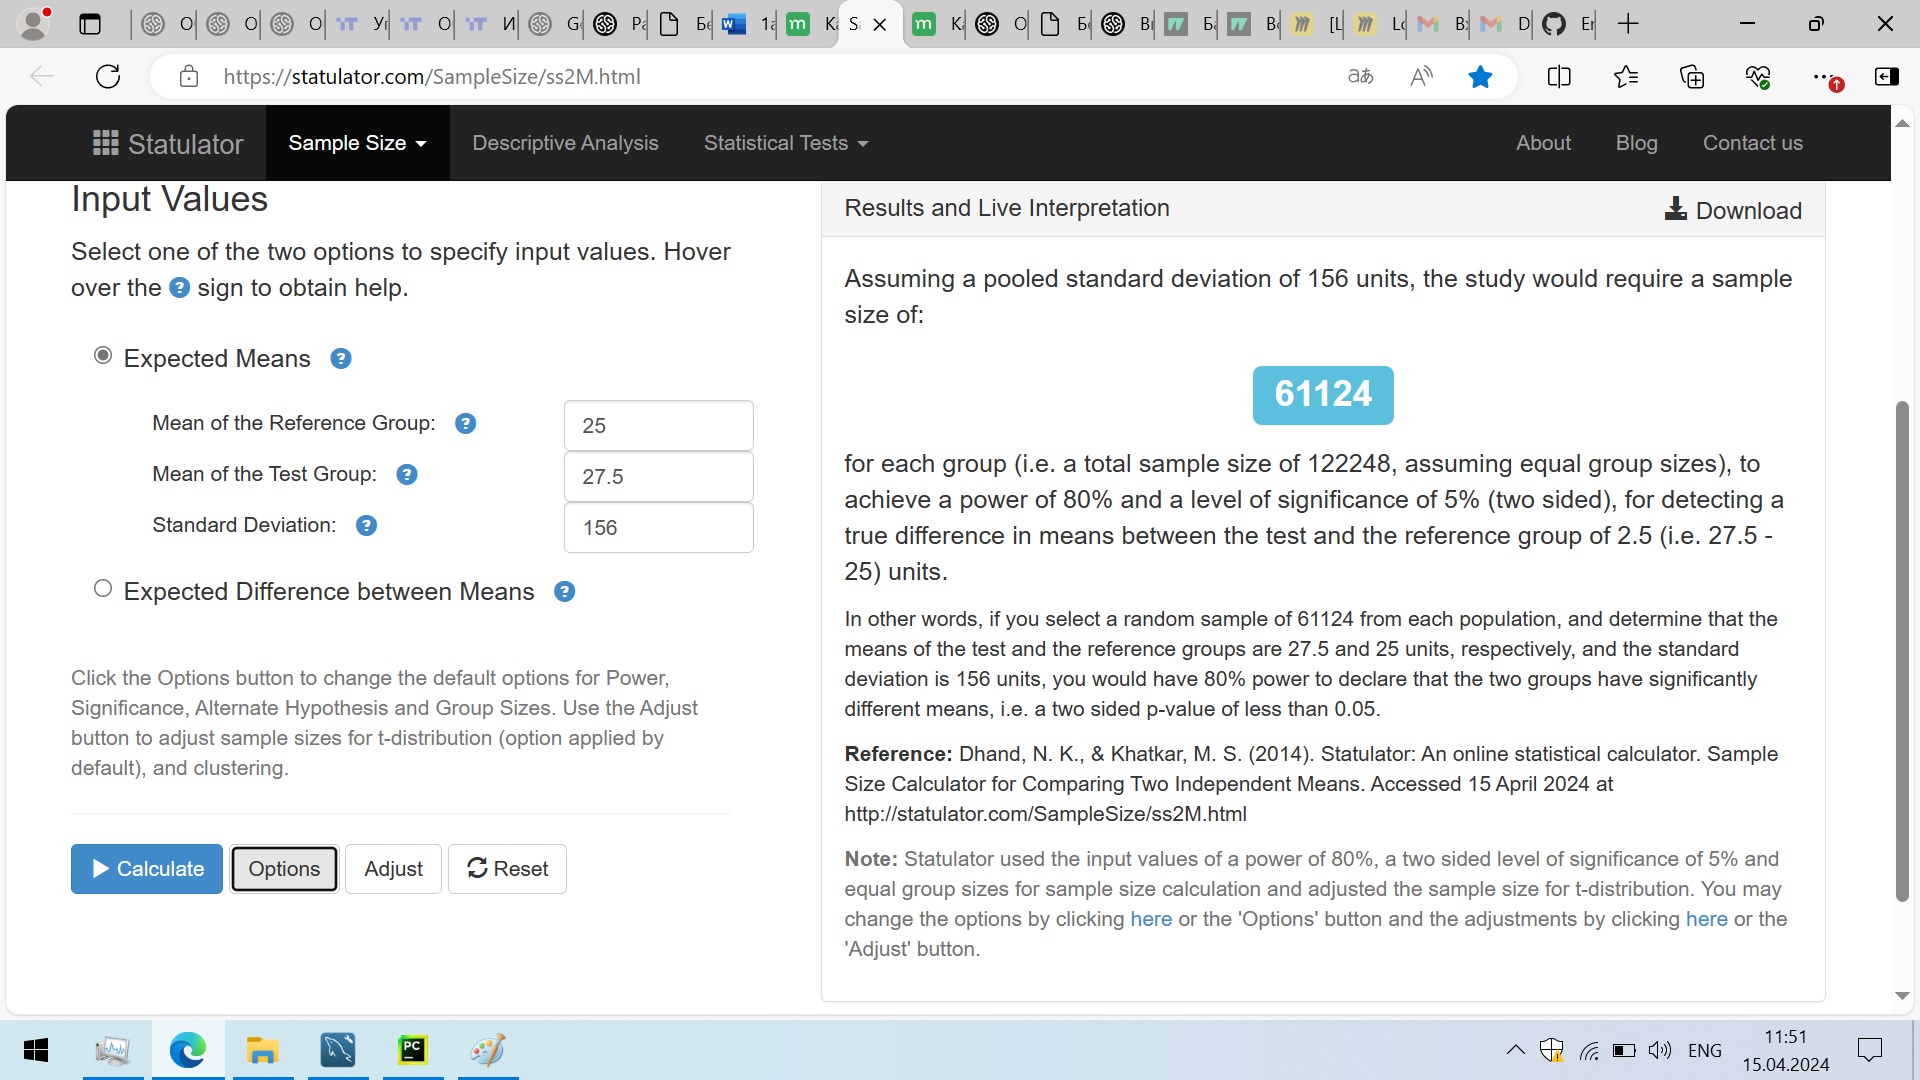 https://statulator.com/SampleSize/ss2M.html
Statulator
Sample Size
Descriptive Analysis
Statistical Tests
About
Blog
Contact us
Input Values
Select one of the two options to specify input values. Hover
over the ? sign to obtain help.
Expected Means ?
Mean of the Reference Group: ? 25
Mean of the Test Group: ? 27.5
Standard Deviation: ? 156
Expected Difference between Means ?
Click the Options button to change the default options for Power,
Significance, Alternate Hypothesis and Group Sizes. Use the Adjust
button to adjust sample sizes for t-distribution (option applied by
default), and clustering.
Calculate
Options
Adjust
Reset
Results and Live Interpretation
Download
Assuming a pooled standard deviation of 156 units, the study would require a sample
size of:
61124
for each group (i.e. a total sample size of 122248, assuming equal group sizes), to
achieve a power of 80% and a level of significance of 5% (two sided), for detecting a
true difference in means between the test and the reference group of 2.5 (i.e. 27.5 -
25) units.
In other words, if you select a random sample of 61124 from each population, and determine that the
means of the test and the reference groups are 27.5 and 25 units, respectively, and the standard
deviation is 156 units, you would have 80% power to declare that the two groups have significantly
different means, i.e. a two sided p-value of less than 0.05.
Reference: Dhand, N. K., & Khatkar, M. S. (2014). Statulator: An online statistical calculator. Sample
Size Calculator for Comparing Two Independent Means. Accessed 15 April 2024 at
http://statulator.com/SampleSize/ss2M.html
Note: Statulator used the input values of a power of 80%, a two sided level of significance of 5% and
equal group sizes for sample size calculation and adjusted the sample size for t-distribution. You may
change the options by clicking here or the 'Options' button and the adjustments by clicking here or the
'Adjust' button.
ENG
11:51
15.04.2024